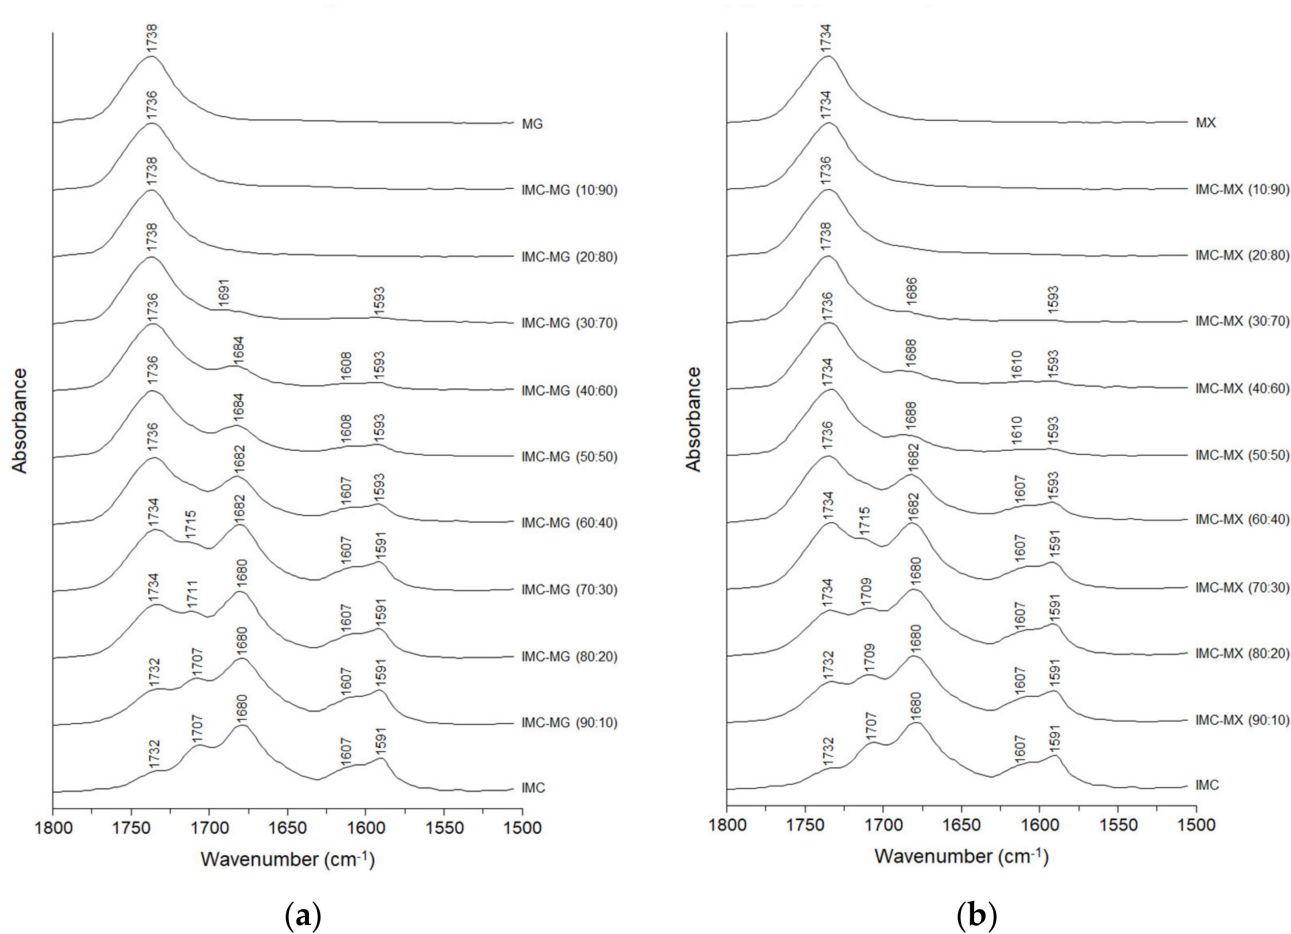 1738
MG
1736
IMC-MG (10:90)
1738
IMC-MG (20:80)
1738
1691
1593
IMC-MG (30:70)
1736
1684
1608
1593
IMC-MG (40:60)
1736
1684
1608
1593
IMC-MG (50:50)
1736
1682
1607
1593
IMC-MG (60:40)
1734
1715
1682
1607
1591
IMC-MG (70:30)
1734
1711
1680
1607
1591
IMC-MG (80:20)
1732
1707
1680
1607
1591
IMC-MG (90:10)
1732
1707
1680
1607
1591
IMC
Absorbance
1800 1750 1700 1650 1600 1550 1500
Wavenumber (cm-1)
(a)
1734
MX
1734
IMC-MX (10:90)
1736
IMC-MX (20:80)
1738
1686
1593
IMC-MX (30:70)
1736
1688
1610
1593
IMC-MX (40:60)
1734
1688
1610
1593
IMC-MX (50:50)
1736
1682
1607
1593
IMC-MX (60:40)
1734
1715
1682
1607
1591
IMC-MX (70:30)
1734
1709
1680
1607
1591
IMC-MX (80:20)
1732
1709
1680
1607
1591
IMC-MX (90:10)
1732
1707
1680
1607
1591
IMC
Absorbance
1800 1750 1700 1650 1600 1550 1500
Wavenumber (cm-1)
(b)